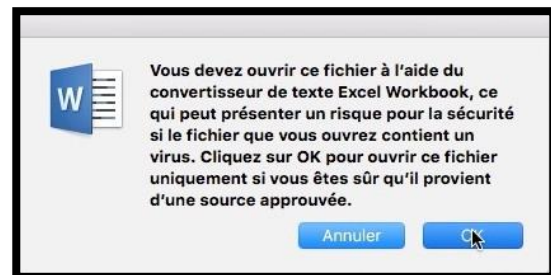 W
Vous devez ouvrir ce fichier à l'aide du
convertisseur de texte Excel Workbook, ce
qui peut présenter un risque pour la sécurité
si le fichier que vous ouvrez contient un
virus. Cliquez sur OK pour ouvrir ce fichier
uniquement si vous êtes sûr qu'il provient
d'une source approuvée.
Annuler OK